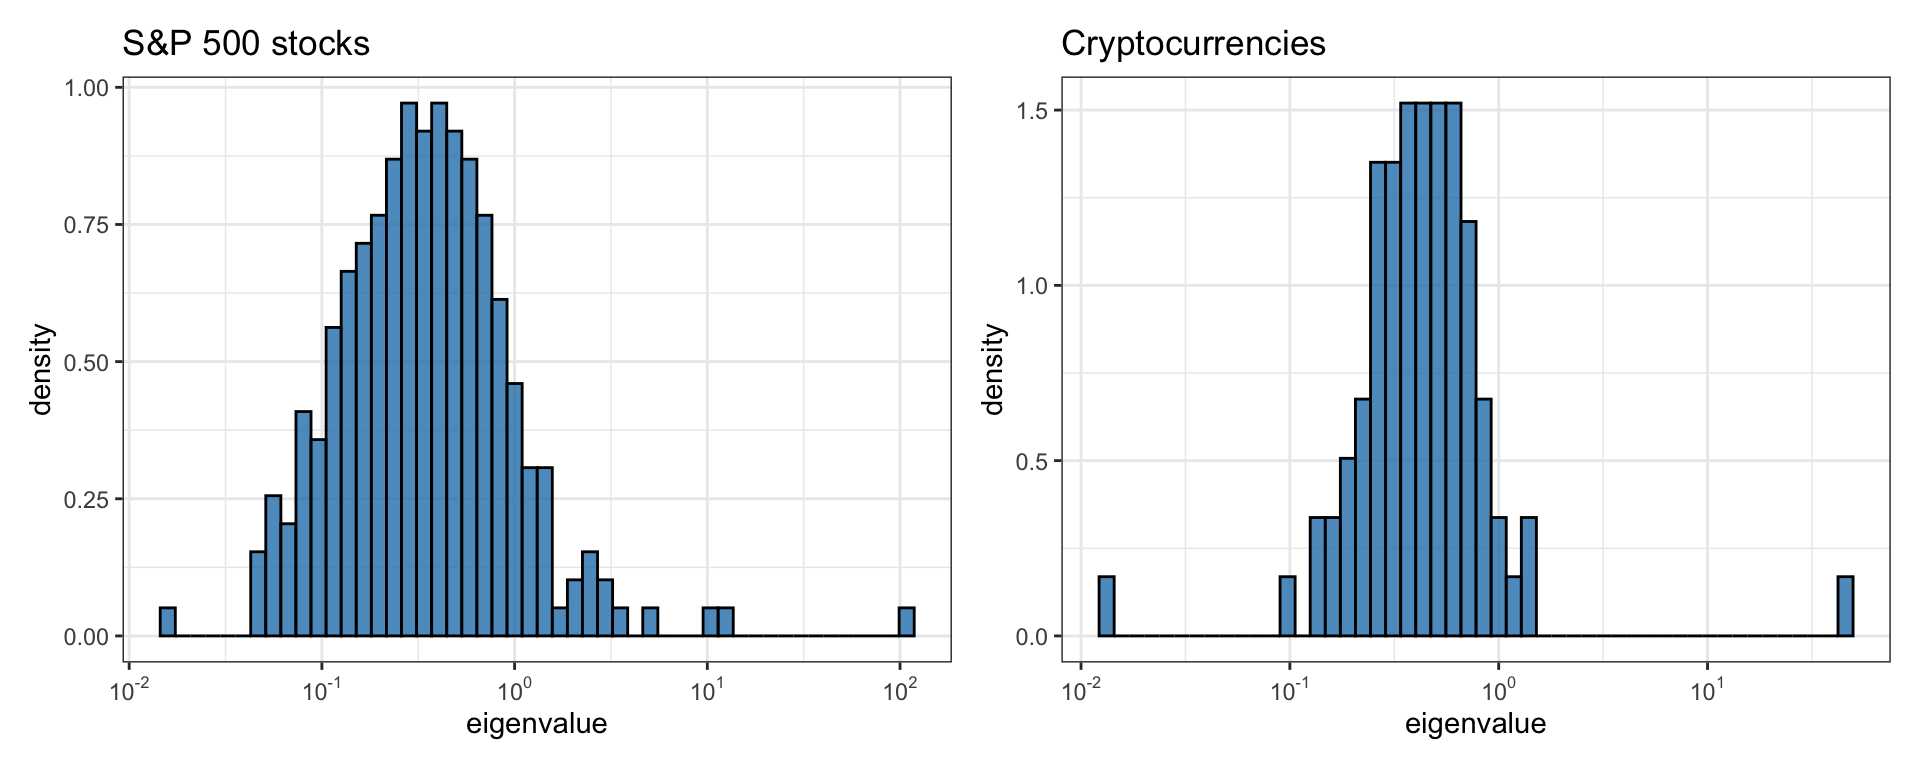 S&P 500 stocks
1.00
0.75
0.50
0.25
0.00
density
10⁻² 10⁻¹ 10⁰ 10¹ 10²
eigenvalue
Cryptocurrencies
1.5
1.0
0.5
0.0
density
10⁻² 10⁻¹ 10⁰ 10¹
eigenvalue